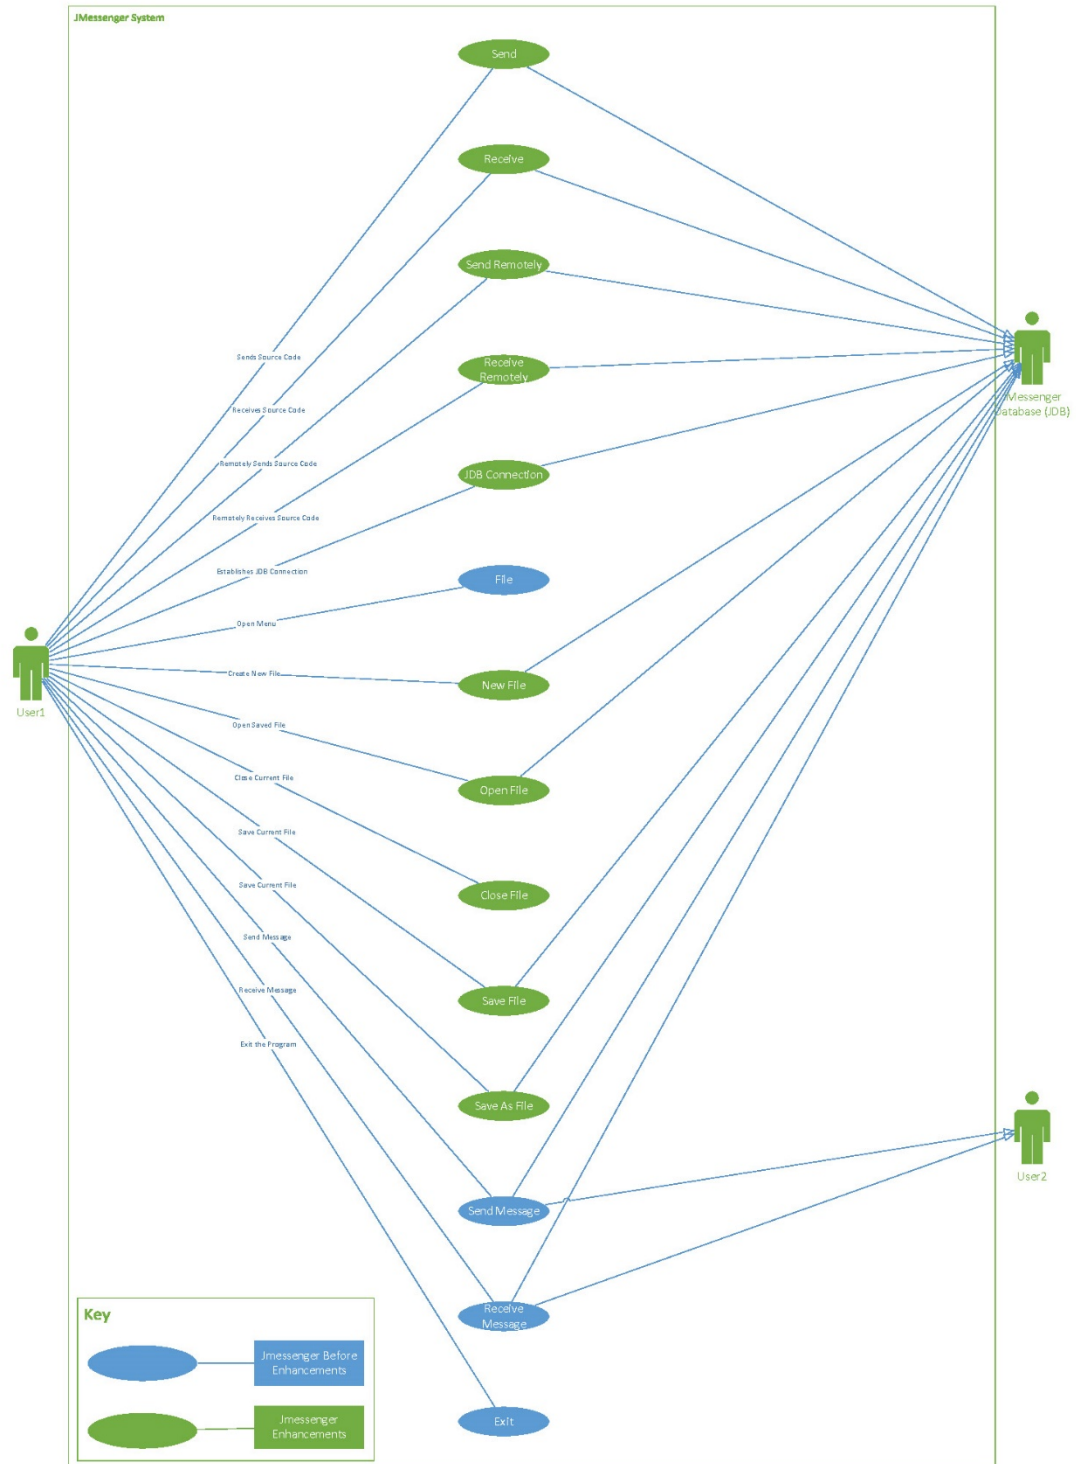 JMessenger System
Send
Receive
Send Remotely
Sends Source Code
Receive
Remotely
Messenger
Database (JDB)
Receives Source Code
Remotely Sends Source Code
JDB Connection
Remotely Receives Source Code
Establishes JDB Connection
File
Open Menu
Create New File
New File
User1
Open Saved File
Close Current File
Open File
Save Current File
Save Current File
Close File
Send Message
Receive Message
Save File
Exit the Program
Save As File
User2
Send Message
Receive
Message
Key
Jmessenger Before
Enhancements
Jmessenger
Enhancements
Exit